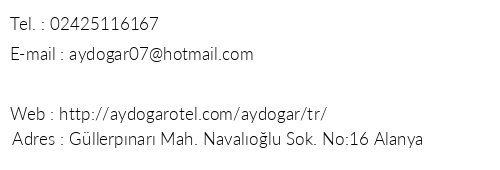 Tel. : 02425116167
E-mail : aydogar07@hotmail.com
Web : http://aydogarotel.com/aydogar/tr/
Adres : Güllerpınarı Mah. Navalıoğlu Sok. No:16 Alanya